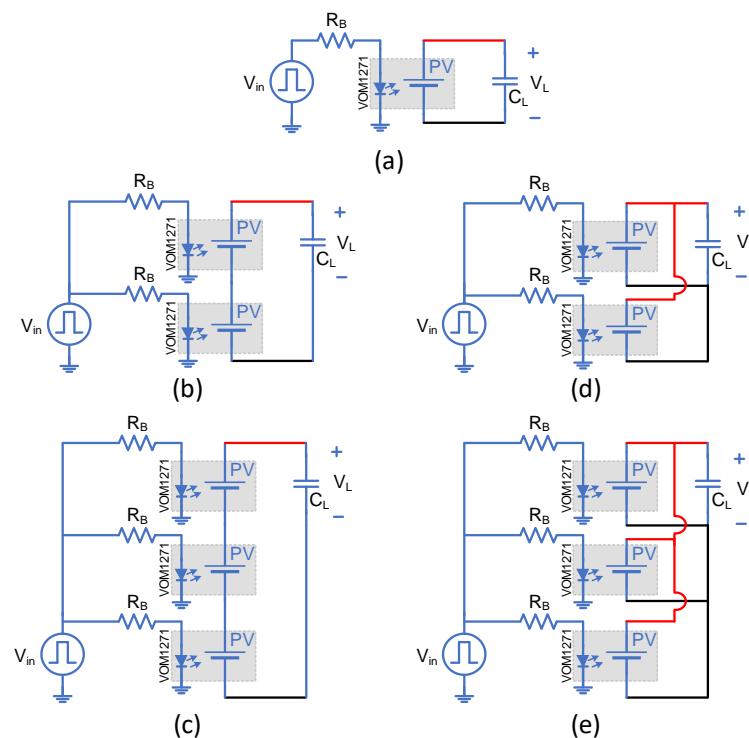 R_B
V_in
VOM1271
PV
+
V_L
C_L
−
(a)
R_B
VOM1271
PV
+
V_L
C_L
−
R_B
VOM1271
PV
V_in
(b)
R_B
VOM1271
PV
+
V
C_L
−
R_B
VOM1271
PV
V_in
(d)
R_B
VOM1271
PV
+
V_L
C_L
−
R_B
VOM1271
PV
R_B
VOM1271
PV
V_in
(c)
R_B
VOM1271
PV
+
V
C_L
−
R_B
VOM1271
PV
R_B
VOM1271
PV
V_in
(e)